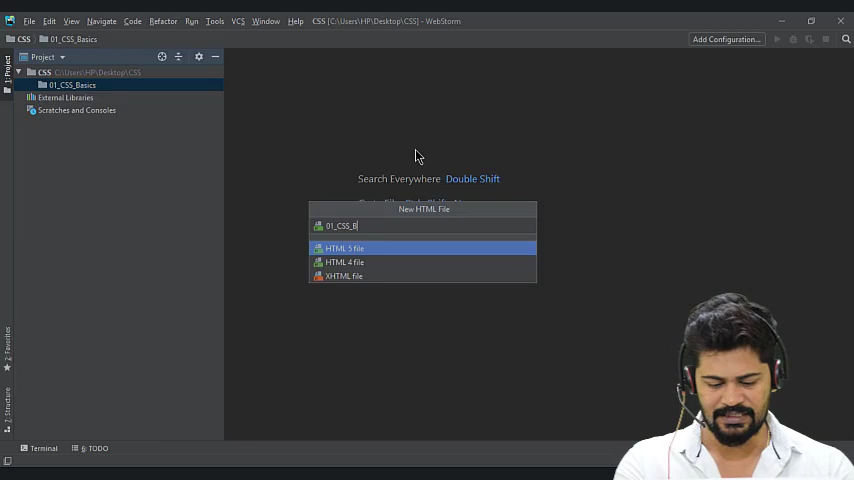 File Edit View Navigate Code Refactor Run Tools VCS Window Help CSS [C:\Users\HP\Desktop\CSS] - WebStorm
CSS 01_CSS_Basics Add Configuration...
1: Project
Project
CSS C:\Users\HP\Desktop\CSS
01_CSS_Basics
External Libraries
Scratches and Consoles
Search Everywhere Double Shift
New HTML File
01_CSS_B
HTML 5 file
HTML 4 file
XHTML file
2: Favorites
7: Structure
Terminal 6: TODO